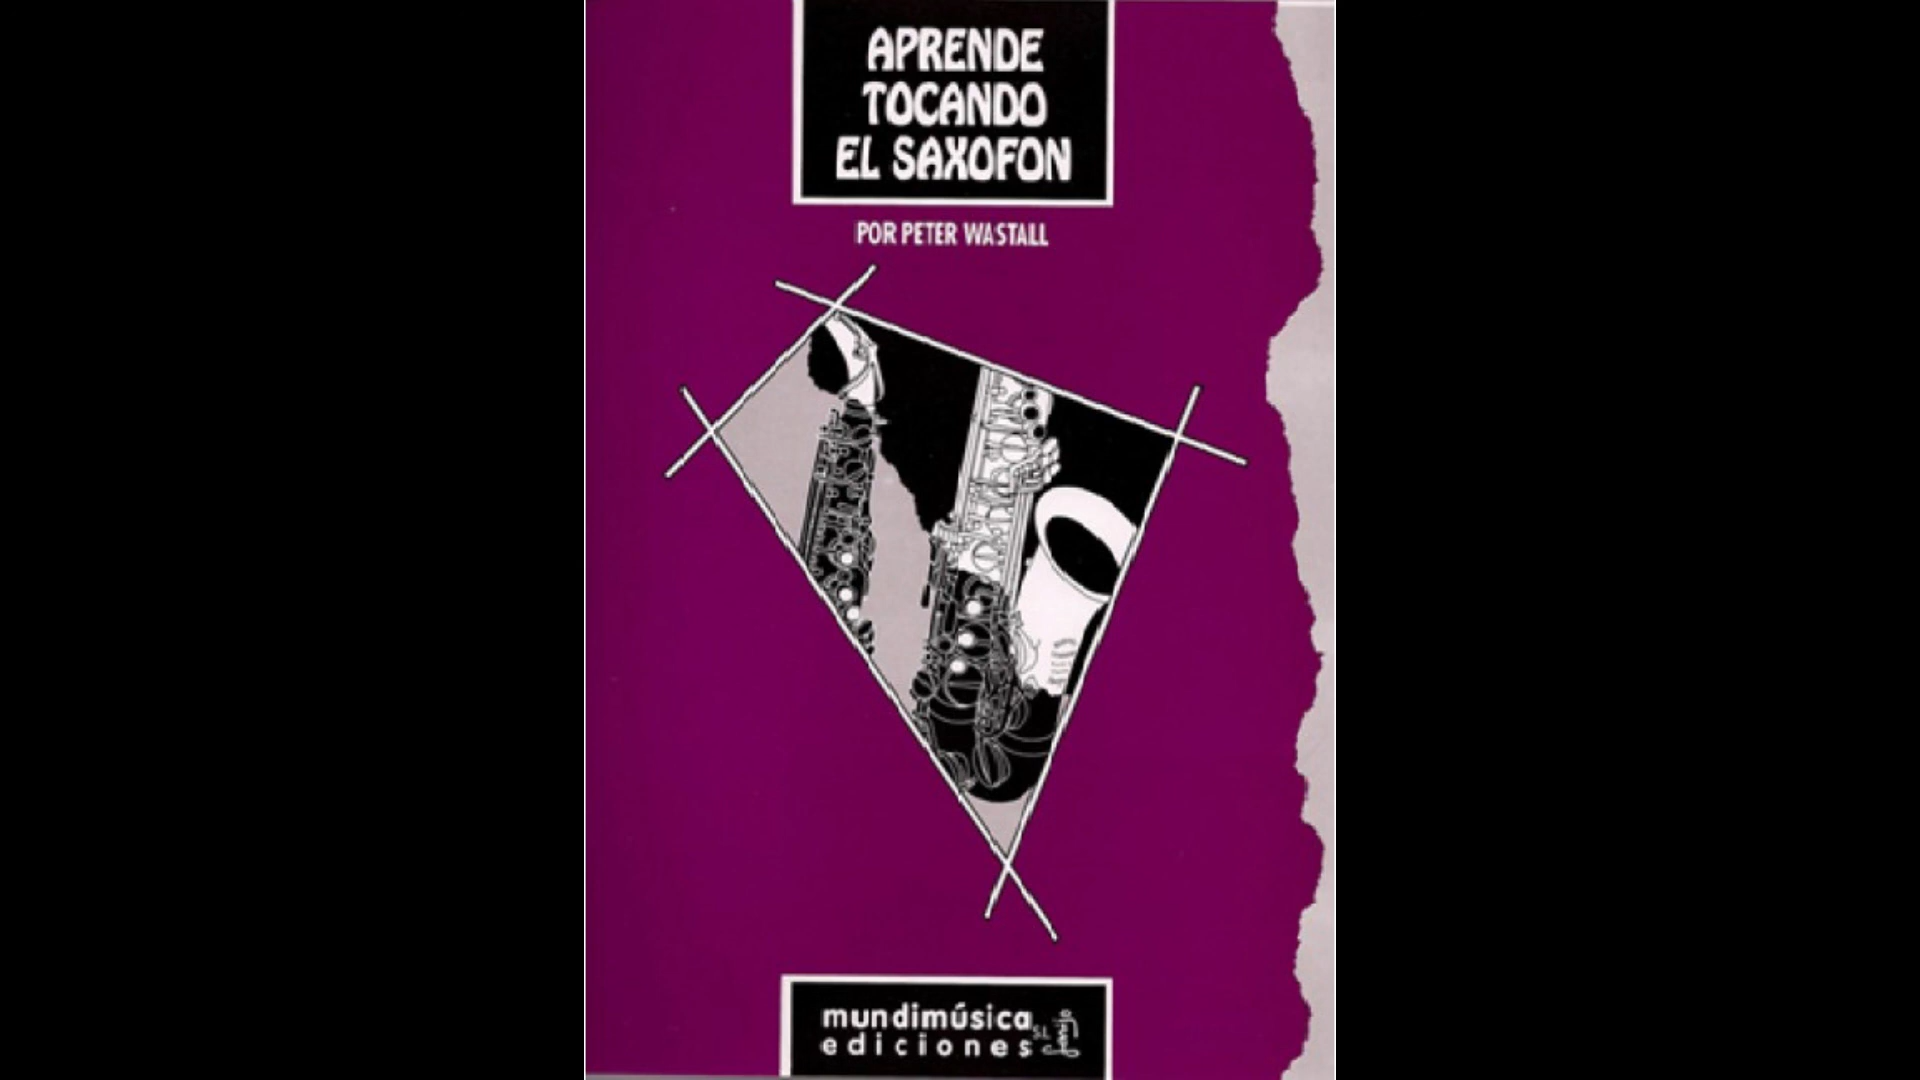 APRENDE
TOCANDO
EL SAXOFON
POR PETER WASTALL
mundimúsica S.L.
ediciones